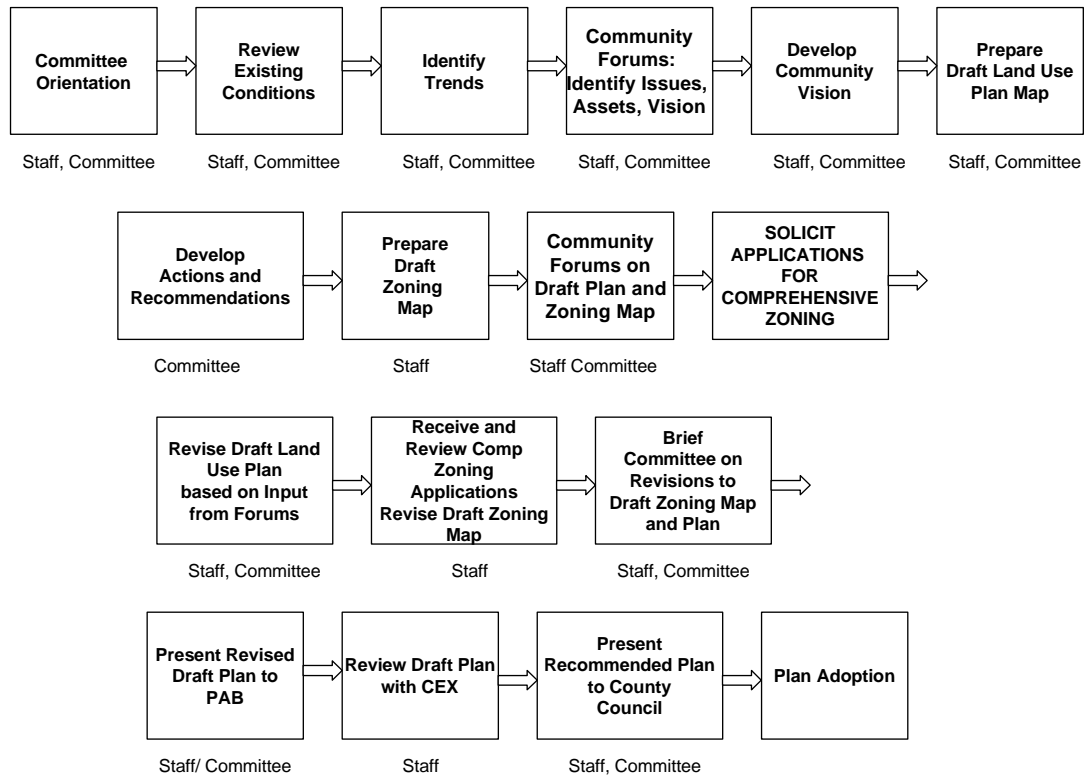 Committee
Orientation
Review
Existing
Conditions
Identify
Trends
Community
Forums:
Identify Issues,
Assets, Vision
Develop
Community
Vision
Prepare
Draft Land Use
Plan Map
Staff, Committee
Staff, Committee
Staff, Committee
Staff, Committee
Staff, Committee
Staff, Committee
Develop
Actions and
Recommendations
Prepare
Draft
Zoning
Map
Community
Forums on
Draft Plan and
Zoning Map
SOLICIT
APPLICATIONS
FOR
COMPREHENSIVE
ZONING
Committee
Staff
Staff Committee
Revise Draft Land
Use Plan
based on Input
from Forums
Receive and
Review Comp
Zoning
Applications
Revise Draft Zoning
Map
Brief
Committee on
Revisions to
Draft Zoning Map
and Plan
Staff, Committee
Staff
Staff, Committee
Present Revised
Draft Plan to
PAB
Review Draft Plan
with CEX
Present
Recommended Plan
to County
Council
Plan Adoption
Staff/ Committee
Staff
Staff, Committee